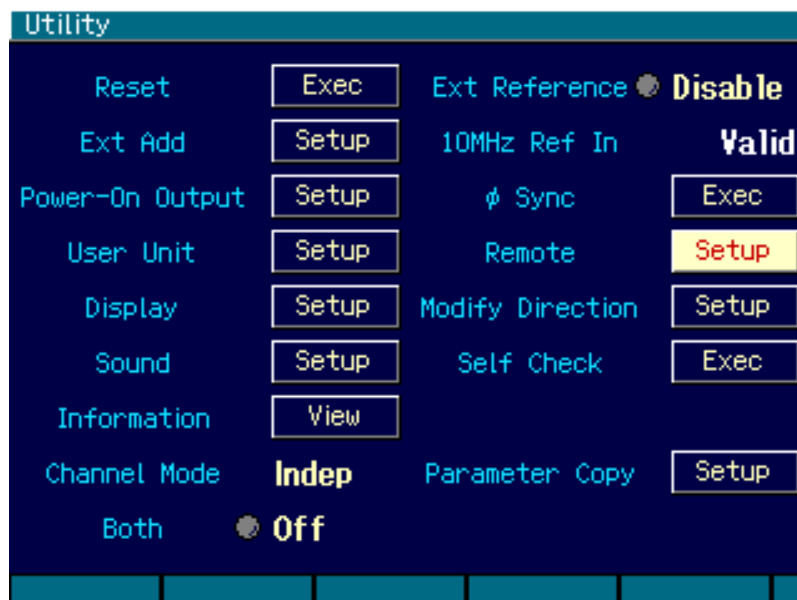 Utility
Reset Exec Ext Reference Disable
Ext Add Setup 10MHz Ref In Valid
Power-On Output Setup ϕ Sync Exec
User Unit Setup Remote Setup
Display Setup Modify Direction Setup
Sound Setup Self Check Exec
Information View
Channel Mode Indep Parameter Copy Setup
Both Off